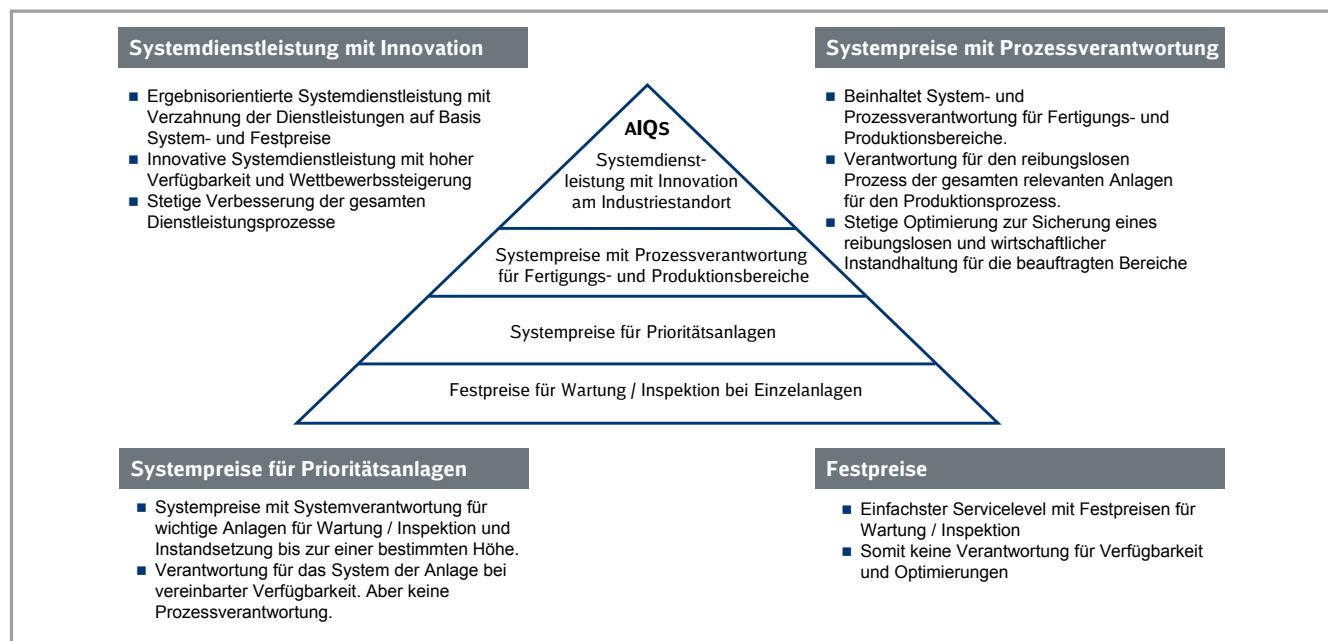 Systemdienstleistung mit Innovation
■ Ergebnisorientierte Systemdienstleistung mit
Verzahnung der Dienstleistungen auf Basis
System- und Festpreise
■ Innovative Systemdienstleistung mit hoher
Verfügbarkeit und Wettbewerbssteigerung
■ Stetige Verbesserung der gesamten
Dienstleistungsprozesse
Systempreise mit Prozessverantwortung
■ Beinhaltet System- und
Prozessverantwortung für Fertigungs- und
Produktionsbereiche.
■ Verantwortung für den reibungslosen
Prozess der gesamten relevanten Anlagen
für den Produktionsprozess.
■ Stetige Optimierung zur Sicherung eines
reibungslosen und wirtschaftlicher
Instandhaltung für die beauftragten Bereiche
AIQS
Systemdienst-
leistung mit Innovation
am Industriestandort
Systempreise mit Prozessverantwortung
für Fertigungs- und Produktionsbereiche
Systempreise für Prioritätsanlagen
Festpreise für Wartung / Inspektion bei Einzelanlagen
Systempreise für Prioritätsanlagen
■ Systempreise mit Systemverantwortung für
wichtige Anlagen für Wartung / Inspektion und
Instandsetzung bis zur einer bestimmten Höhe.
■ Verantwortung für das System der Anlage bei
vereinbarter Verfügbarkeit. Aber keine
Prozessverantwortung.
Festpreise
■ Einfachster Servicelevel mit Festpreisen für
Wartung / Inspektion
■ Somit keine Verantwortung für Verfügbarkeit
und Optimierungen